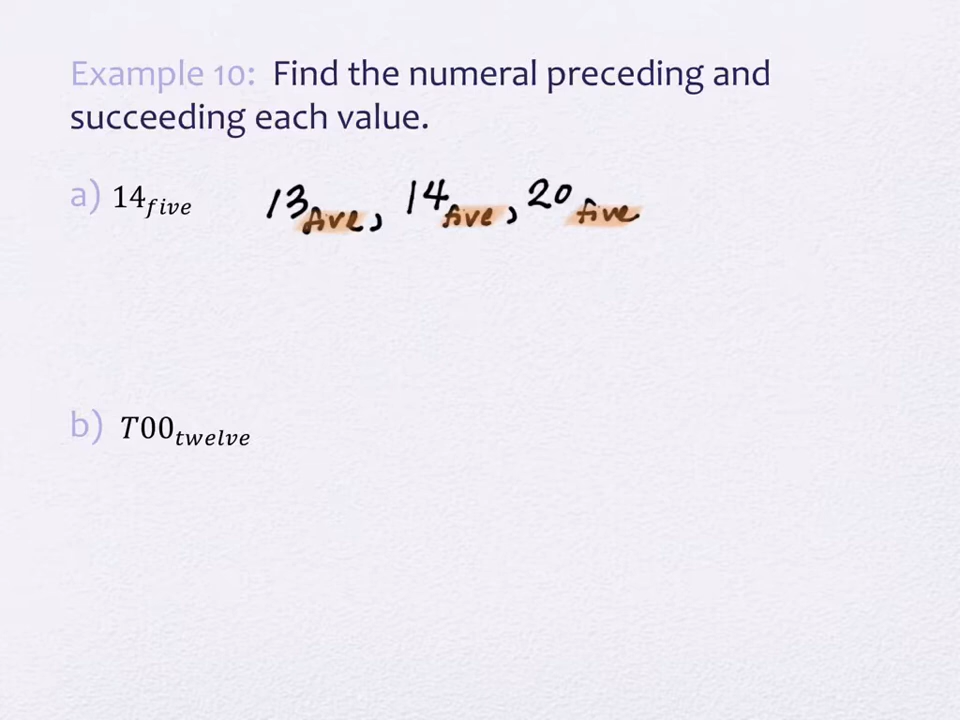 Example 10: Find the numeral preceding and
succeeding each value.
a) 14five 13five, 14five, 20five
b) T00twelve